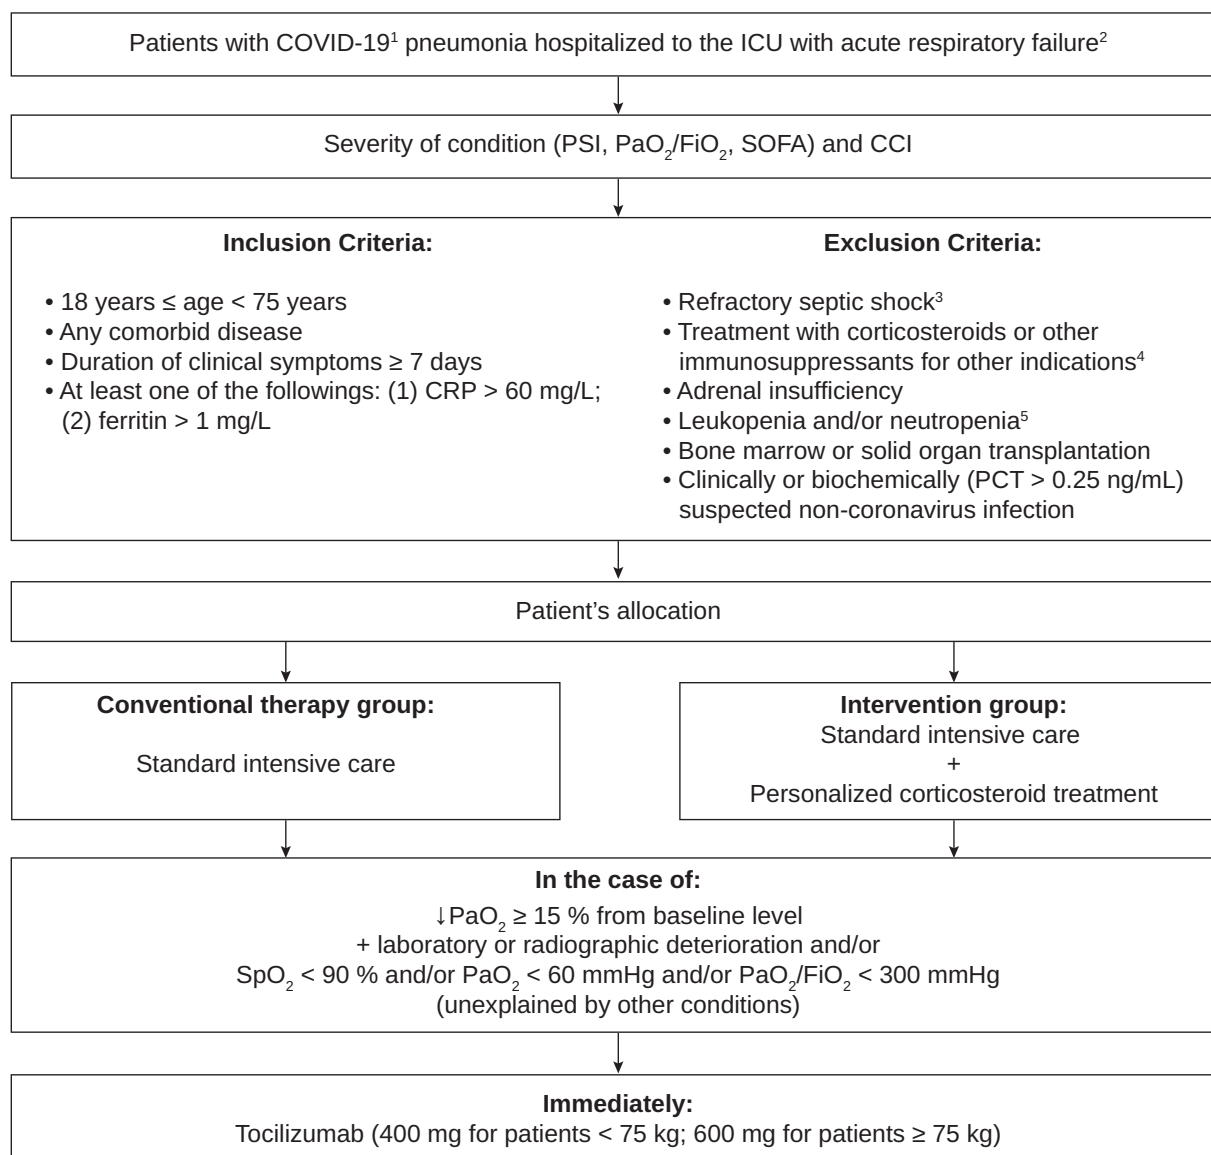 Patients with COVID-19¹ pneumonia hospitalized to the ICU with acute respiratory failure²
Severity of condition (PSI, PaO₂/FiO₂, SOFA) and CCI
Inclusion Criteria:
• 18 years ≤ age < 75 years
• Any comorbid disease
• Duration of clinical symptoms ≥ 7 days
• At least one of the followings: (1) CRP > 60 mg/L;
(2) ferritin > 1 mg/L
Exclusion Criteria:
• Refractory septic shock³
• Treatment with corticosteroids or other
immunosuppressants for other indications⁴
• Adrenal insufficiency
• Leukopenia and/or neutropenia⁵
• Bone marrow or solid organ transplantation
• Clinically or biochemically (PCT > 0.25 ng/mL)
suspected non-coronavirus infection
Patient's allocation
Conventional therapy group:
Standard intensive care
Intervention group:
Standard intensive care
+
Personalized corticosteroid treatment
In the case of:
↓PaO₂ ≥ 15 % from baseline level
+ laboratory or radiographic deterioration and/or
SpO₂ < 90 % and/or PaO₂ < 60 mmHg and/or PaO₂/FiO₂ < 300 mmHg
(unexplained by other conditions)
Immediately:
Tocilizumab (400 mg for patients < 75 kg; 600 mg for patients ≥ 75 kg)